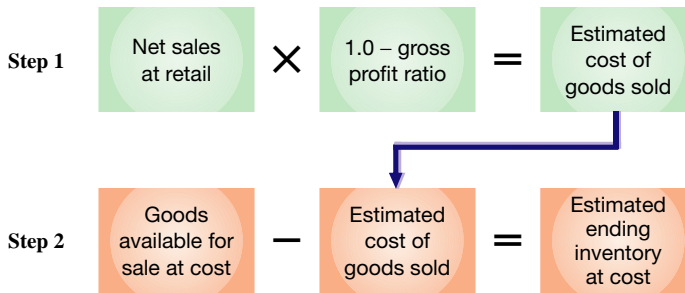 Step 1
Net sales
at retail
×
1.0 – gross
profit ratio
=
Estimated
cost of
goods sold
Step 2
Goods
available for
sale at cost
–
Estimated
cost of
goods sold
=
Estimated
ending
inventory
at cost